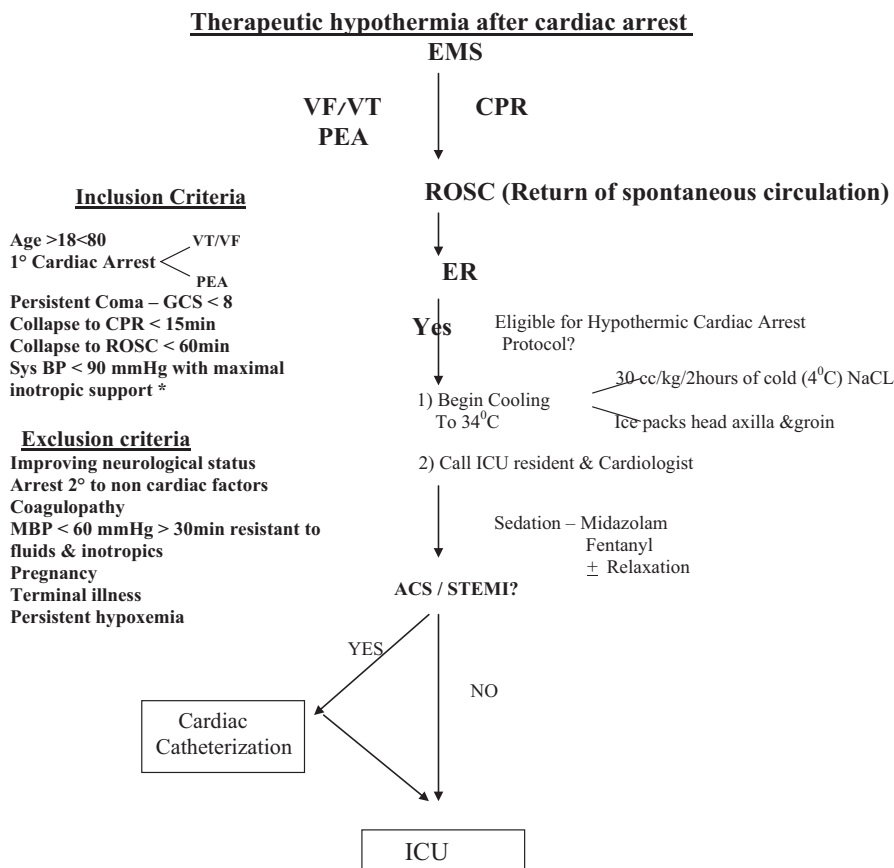 Therapeutic hypothermia after cardiac arrest
EMS
VF/VT
PEA
CPR
ROSC (Return of spontaneous circulation)
ER
Inclusion Criteria
Age >18<80
1° Cardiac Arrest
VT/VF
PEA
Persistent Coma – GCS < 8
Collapse to CPR < 15min
Collapse to ROSC < 60min
Sys BP < 90 mmHg with maximal
inotropic support *
Exclusion criteria
Improving neurological status
Arrest 2° to non cardiac factors
Coagulopathy
MBP < 60 mmHg > 30min resistant to
fluids & inotropics
Pregnancy
Terminal illness
Persistent hypoxemia
Yes
Eligible for Hypothermic Cardiac Arrest
Protocol?
1) Begin Cooling
To 34⁰C
30 cc/kg/2hours of cold (4⁰C) NaCL
Ice packs head axilla &groin
2) Call ICU resident & Cardiologist
Sedation – Midazolam
Fentanyl
± Relaxation
ACS / STEMI?
YES
NO
Cardiac
Catheterization
ICU